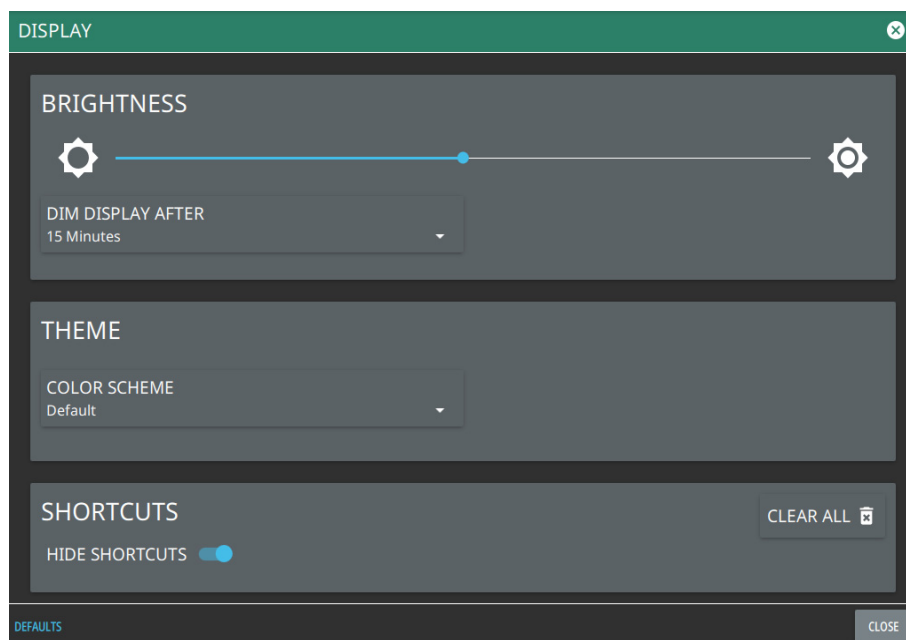 DISPLAY
BRIGHTNESS
DIM DISPLAY AFTER
15 Minutes
THEME
COLOR SCHEME
Default
SHORTCUTS
CLEAR ALL
HIDE SHORTCUTS
DEFAULTS
CLOSE